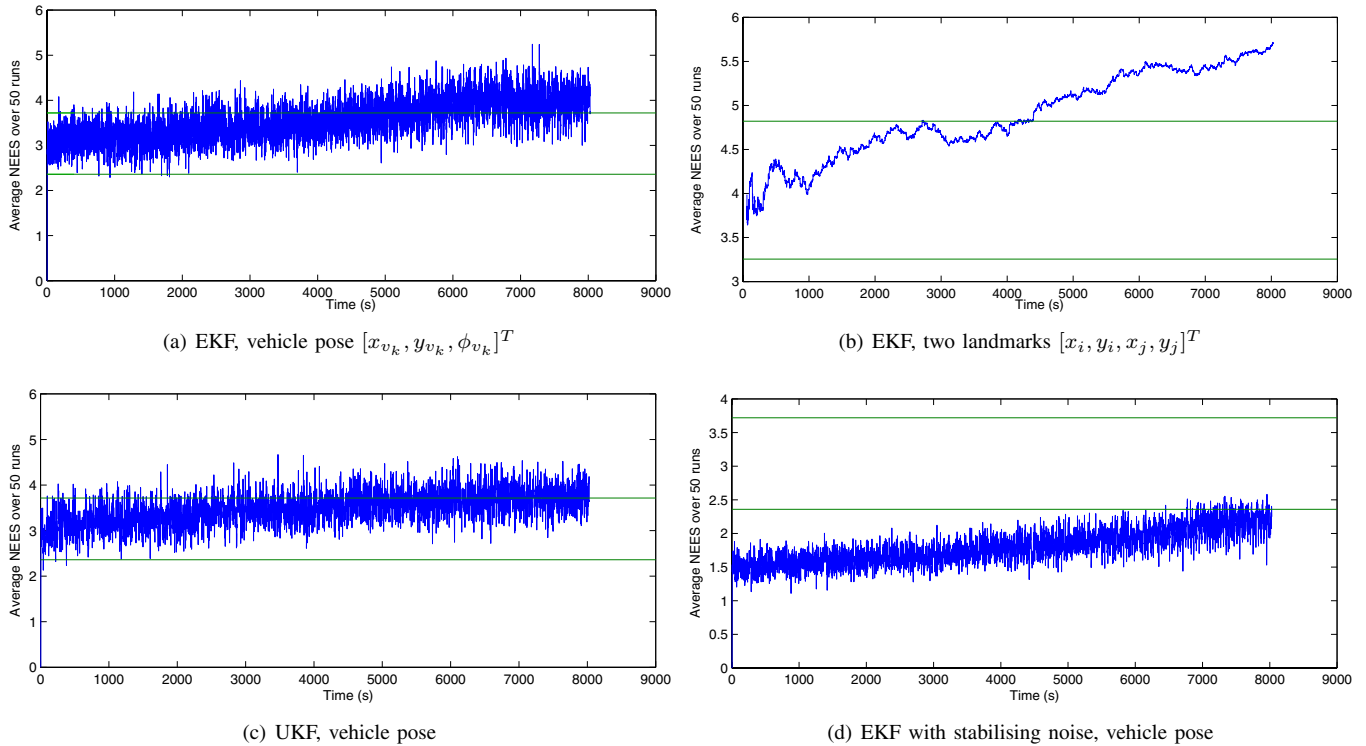 6
5
4
3
2
1
0
Average NEES over 50 runs
0 1000 2000 3000 4000 5000 6000 7000 8000 9000
Time (s)
(a) EKF, vehicle pose [x_{v_k}, y_{v_k}, φ_{v_k}]^T
6
5.5
5
4.5
4
3.5
3
Average NEES over 50 runs
0 1000 2000 3000 4000 5000 6000 7000 8000 9000
Time (s)
(b) EKF, two landmarks [x_i, y_i, x_j, y_j]^T
6
5
4
3
2
1
0
Average NEES over 50 runs
0 1000 2000 3000 4000 5000 6000 7000 8000 9000
Time (s)
(c) UKF, vehicle pose
4
3.5
3
2.5
2
1.5
1
0.5
0
Average NEES over 50 runs
0 1000 2000 3000 4000 5000 6000 7000 8000 9000
Time (s)
(d) EKF with stabilising noise, vehicle pose